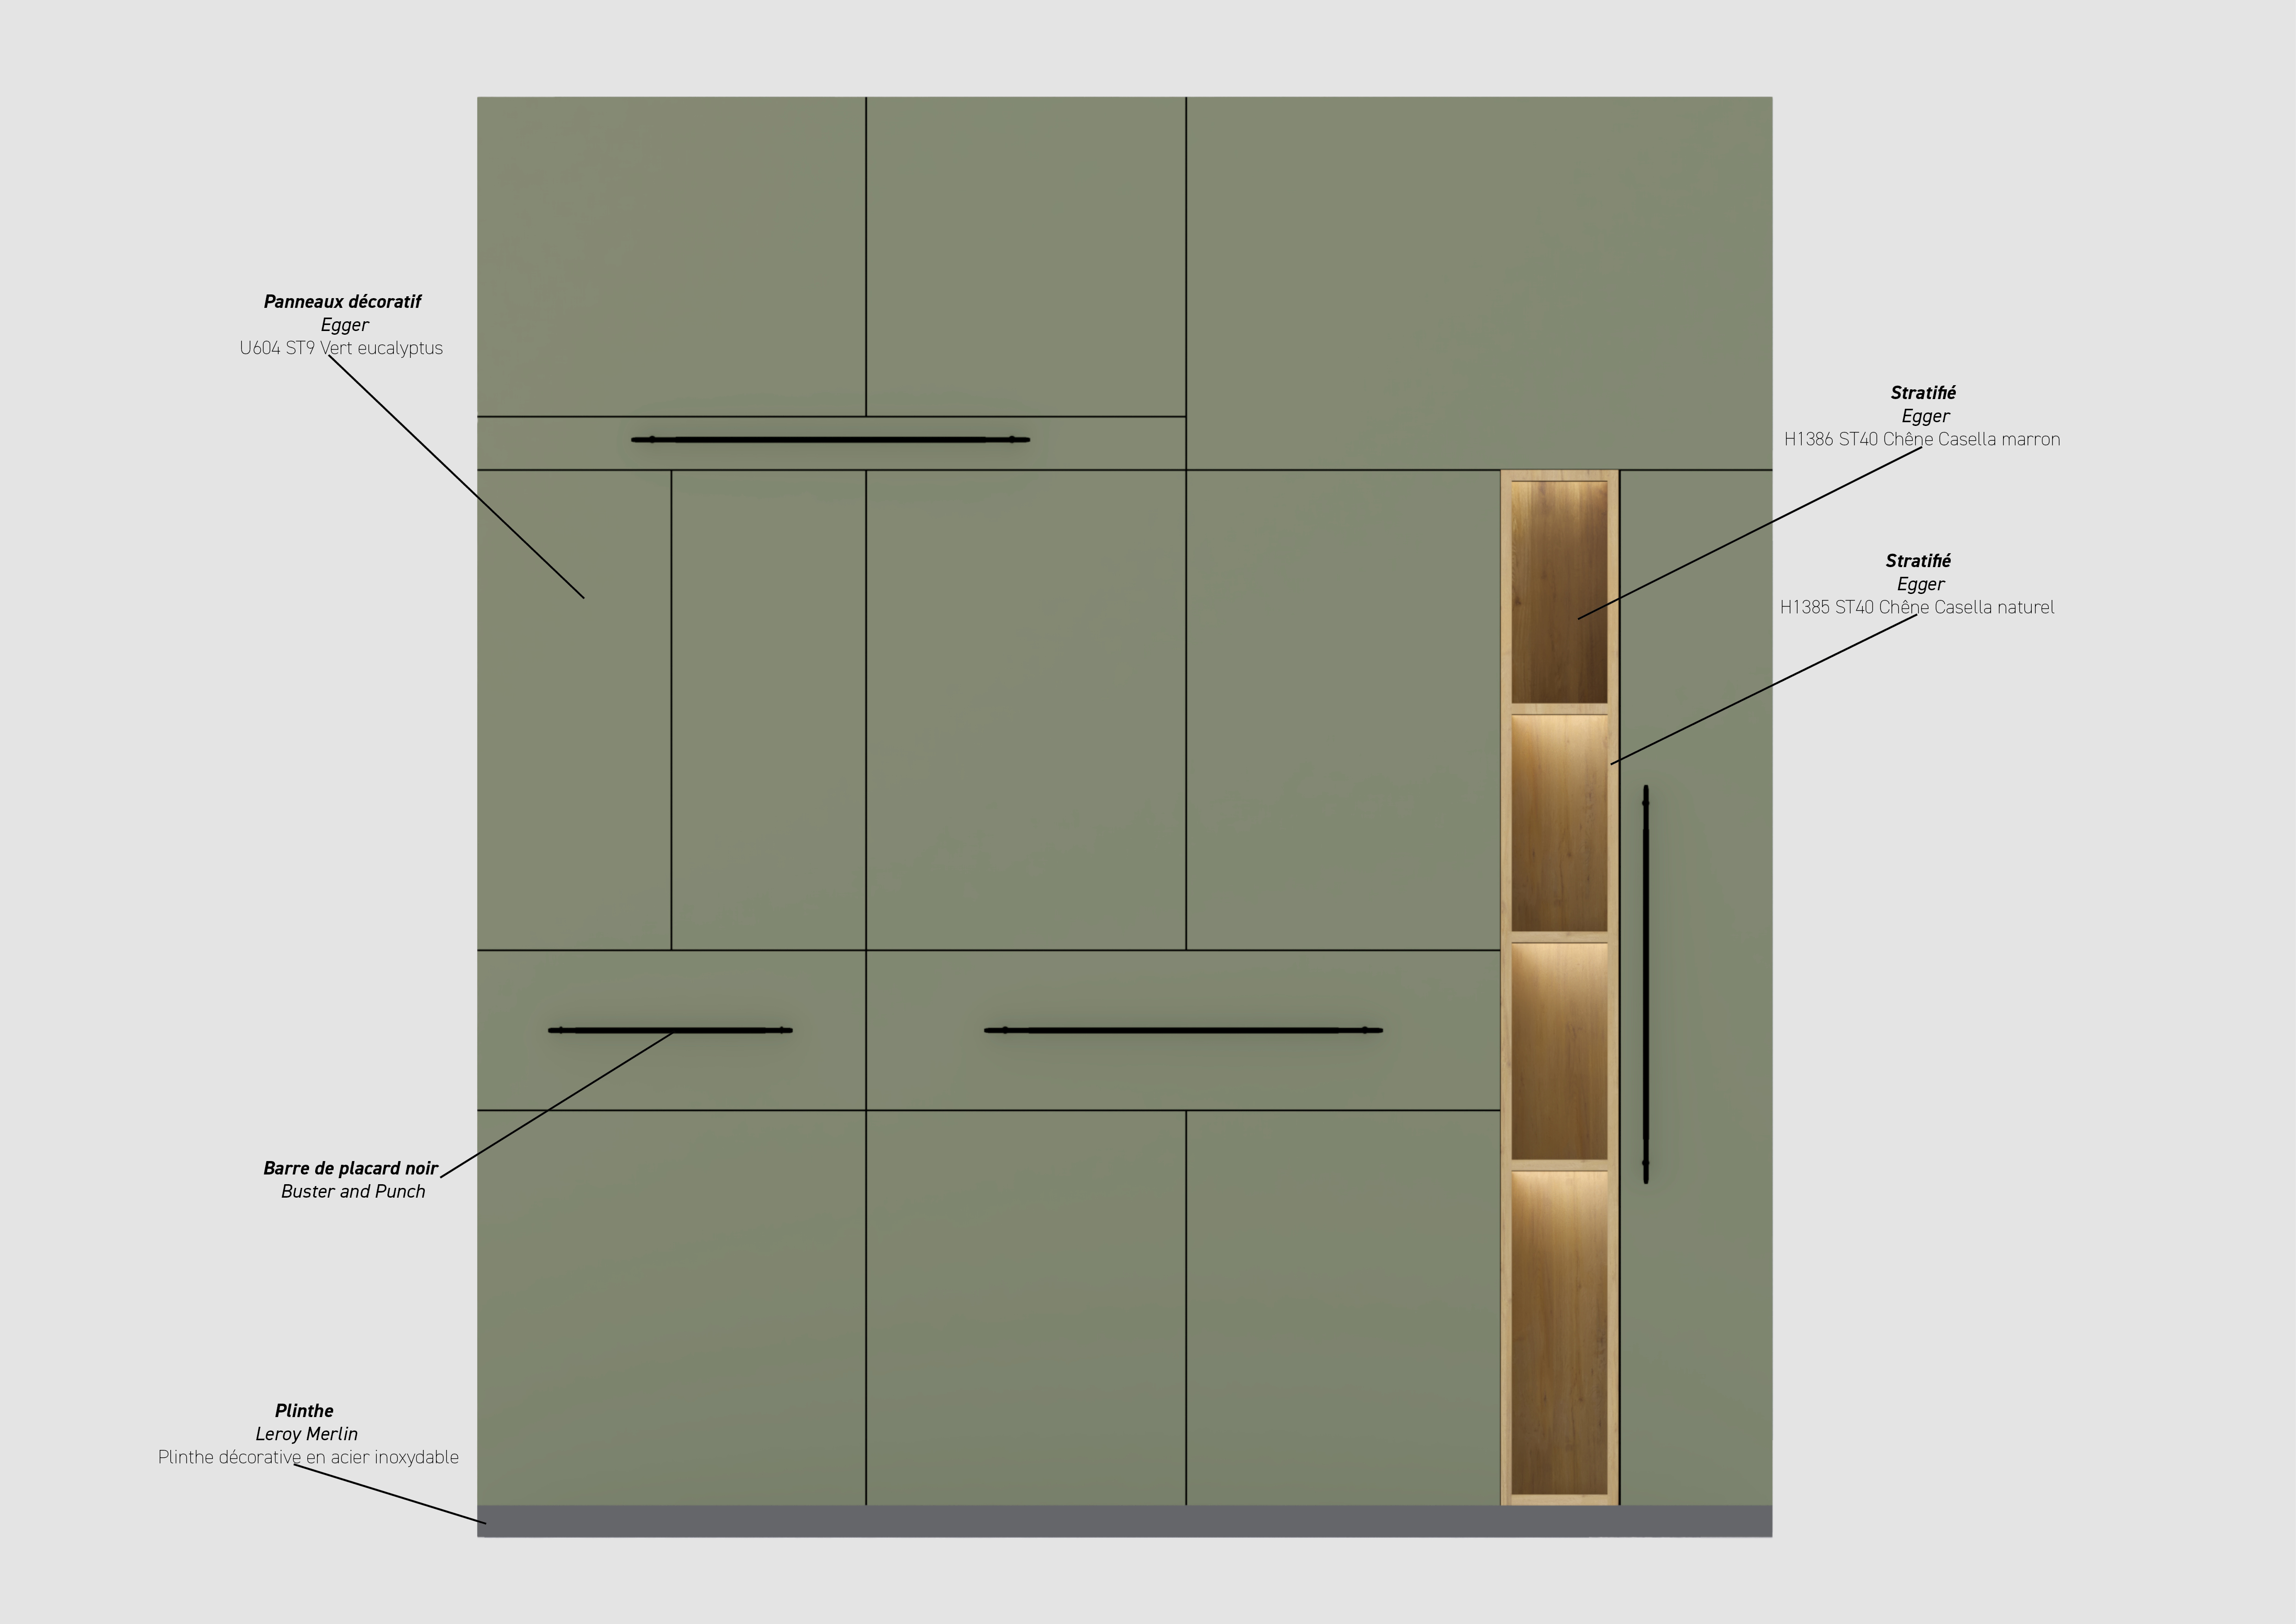 Panneaux décoratif
Egger
U604 ST9 Vert eucalyptus
Stratifié
Egger
H1386 ST40 Chêne Casella marron
Stratifié
Egger
H1385 ST40 Chêne Casella naturel
Barre de placard noir
Buster and Punch
Plinthe
Leroy Merlin
Plinthe décorative en acier inoxydable